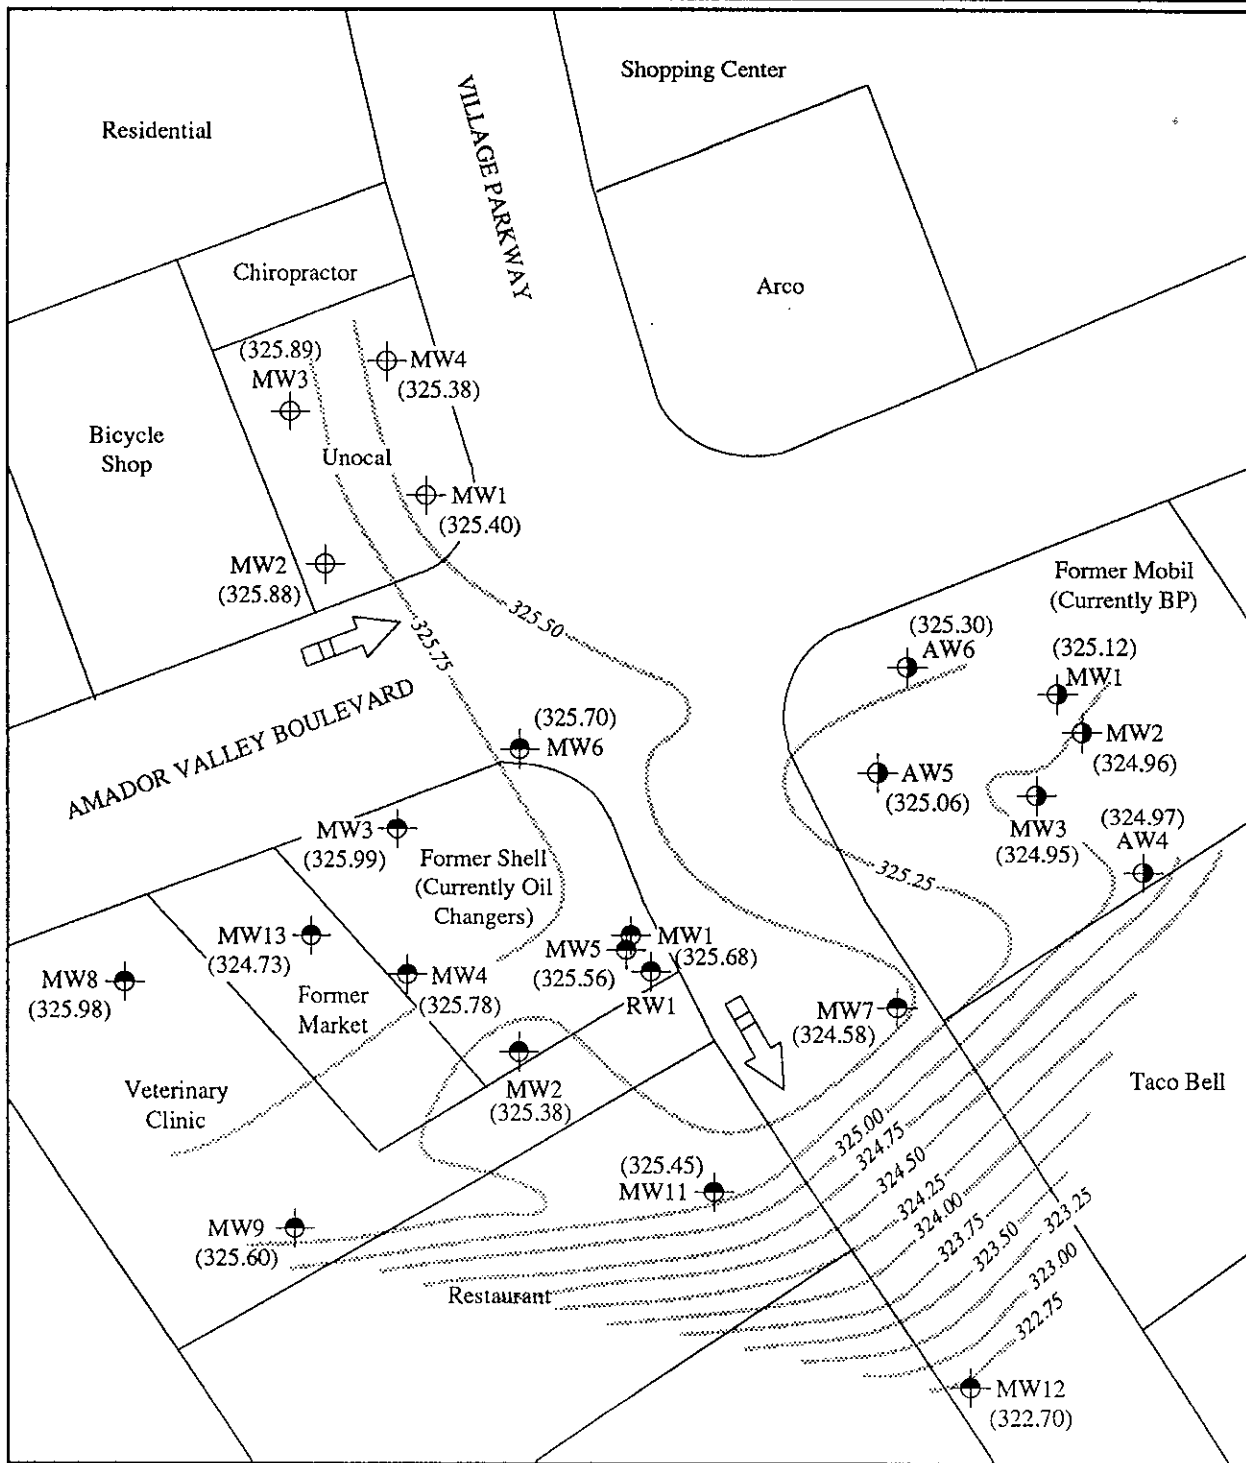 Shopping Center
Residential
VILLAGE PARKWAY
Chiropractor
Arco
(325.89)
MW3
MW4
(325.38)
Bicycle
Shop
Unocal
MW1
(325.40)
MW2
(325.88)
325.50
325.75
Former Mobil
(Currently BP)
(325.30)
AW6
(325.12)
MW1
MW2
(324.96)
AW5
(325.06)
MW3
(324.95)
(324.97)
AW4
AMADOR VALLEY BOULEVARD
(325.70)
MW6
MW3
(325.99)
Former Shell
(Currently Oil
Changers)
325.25
MW13
(324.73)
MW1
(325.68)
MW5
(325.56)
RW1
MW8
(325.98)
MW4
(325.78)
Former
Market
MW7
(324.58)
MW2
(325.38)
Veterinary
Clinic
Taco Bell
(325.45)
MW11
MW9
(325.60)
Restaurant
325.00
324.75
324.50
324.25
324.00
323.75
323.50
323.25
323.00
322.75
MW12
(322.70)